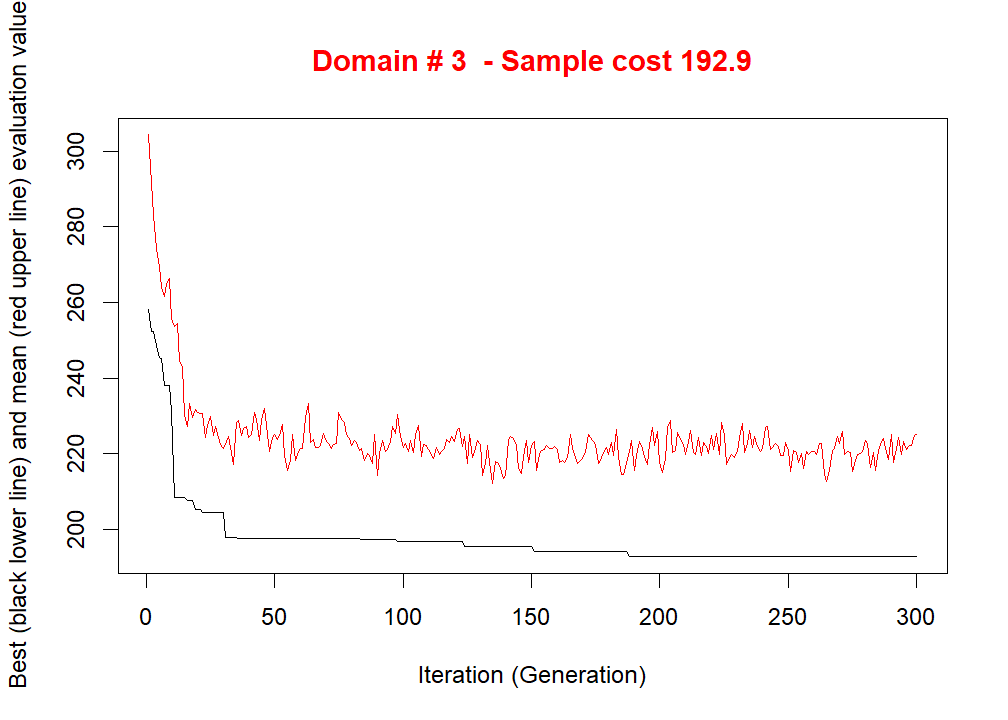 Domain # 3  - Sample cost 192.9
Best (black lower line) and mean (red upper line) evaluation value
300
280
260
240
220
200
0 50 100 150 200 250 300
Iteration (Generation)